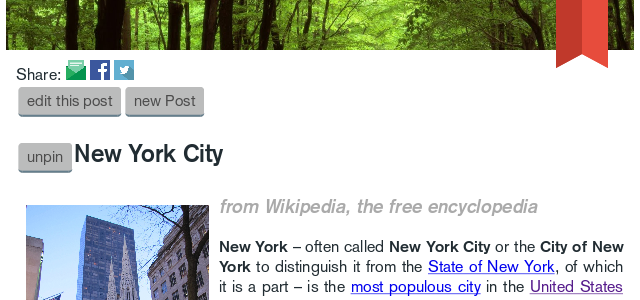 Share:
edit this post new Post
unpin New York City
from Wikipedia, the free encyclopedia
New York – often called New York City or the City of New
York to distinguish it from the State of New York, of which
it is a part – is the most populous city in the United States